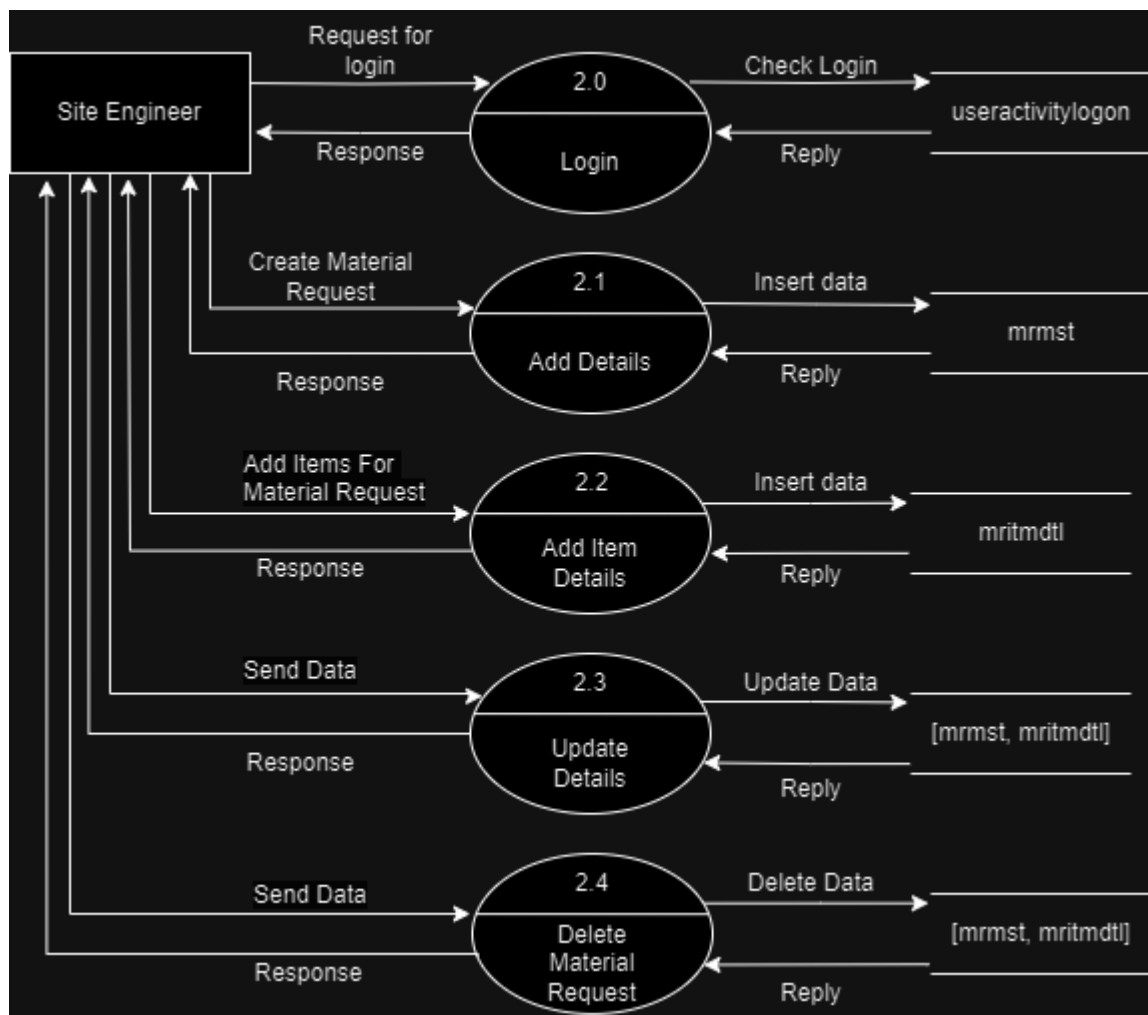 Request for
login
2.0
Check Login
Site Engineer
useractivitylogon
Response
Login
Reply
Create Material
Request
2.1
Insert data
mrmst
Response
Add Details
Reply
Add Items For
Material Request
2.2
Insert data
mritmdtl
Response
Add Item
Details
Reply
Send Data
2.3
Update Data
[mrmst, mritmdtl]
Response
Update
Details
Reply
Send Data
2.4
Delete Data
[mrmst, mritmdtl]
Response
Delete
Material
Request
Reply